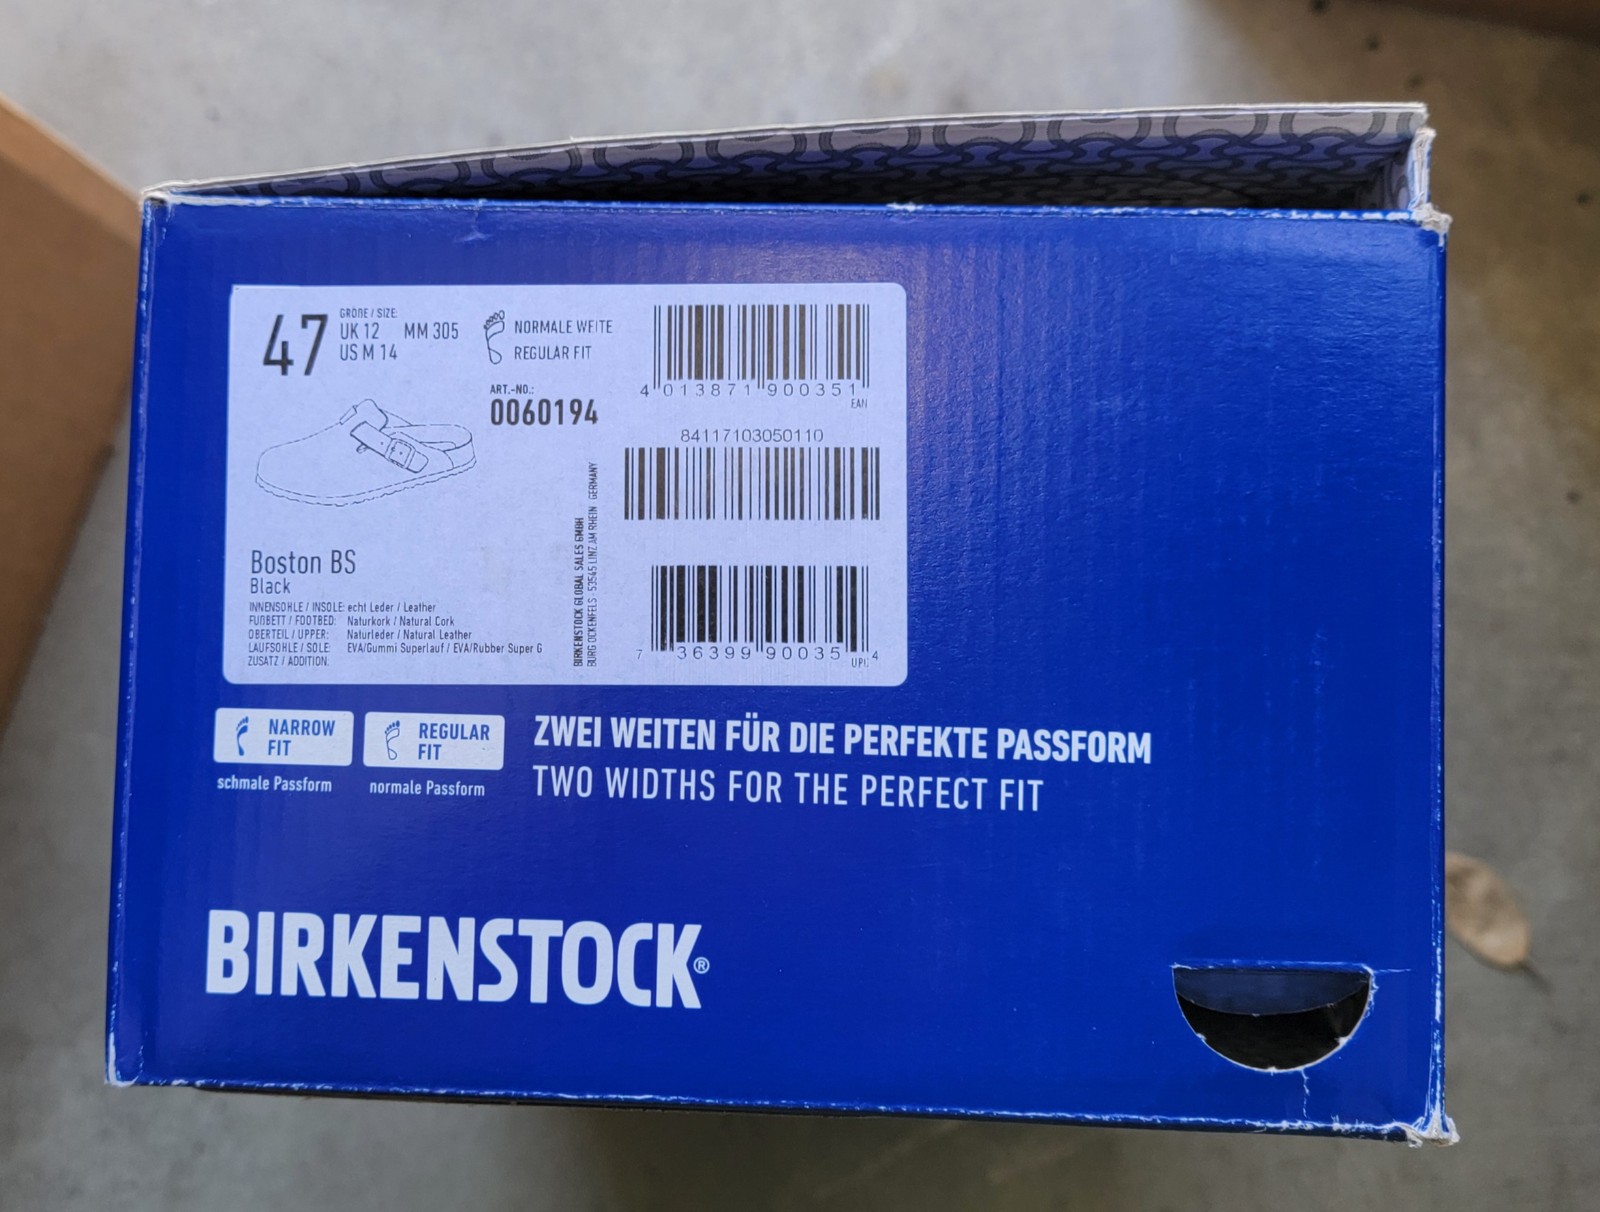 47
GRÖßE / SIZE:
UK 12 MM 305
US M 14
NORMALE WEITE
REGULAR FIT
ART.-NO.:
0060194
4 013871 900351
EAN
84117103050110
7 36399 90035 4
UPC
BIRKENSTOCK GLOBAL SALES GMBH
BURG OCKENFELS · 53545 LINZ AM RHEIN GERMANY
Boston BS
Black
INNENSOHLE / INSOLE: echt Leder / Leather
FUßBETT / FOOTBED: Naturkork / Natural Cork
OBERTEIL / UPPER: Naturleder / Natural Leather
LAUFSOHLE / SOLE: EVA/Gummi Superlauf / EVA/Rubber Super G
ZUSATZ / ADDITION:
NARROW
FIT
schmale Passform
REGULAR
FIT
normale Passform
ZWEI WEITEN FÜR DIE PERFEKTE PASSFORM
TWO WIDTHS FOR THE PERFECT FIT
BIRKENSTOCK®